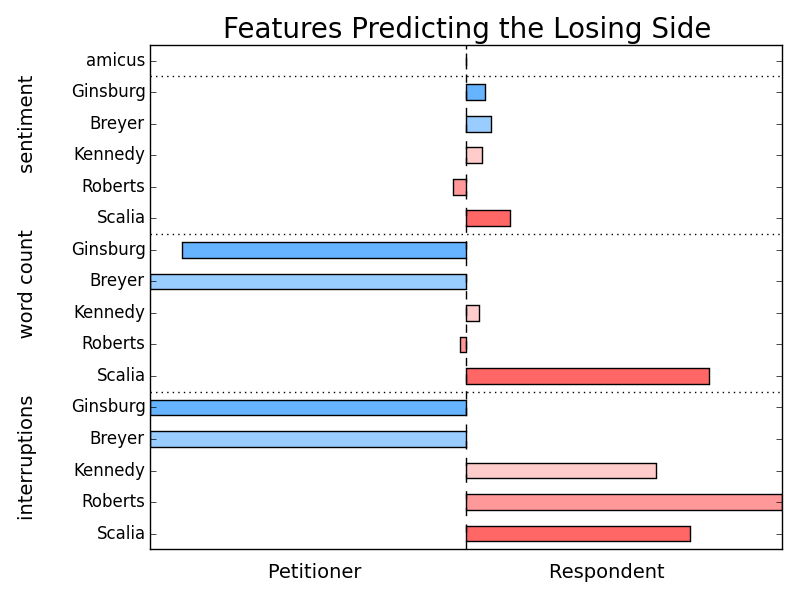 Features Predicting the Losing Side
sentiment
amicus
Ginsburg
Breyer
Kennedy
Roberts
Scalia
word count
Ginsburg
Breyer
Kennedy
Roberts
Scalia
interruptions
Ginsburg
Breyer
Kennedy
Roberts
Scalia
Petitioner
Respondent